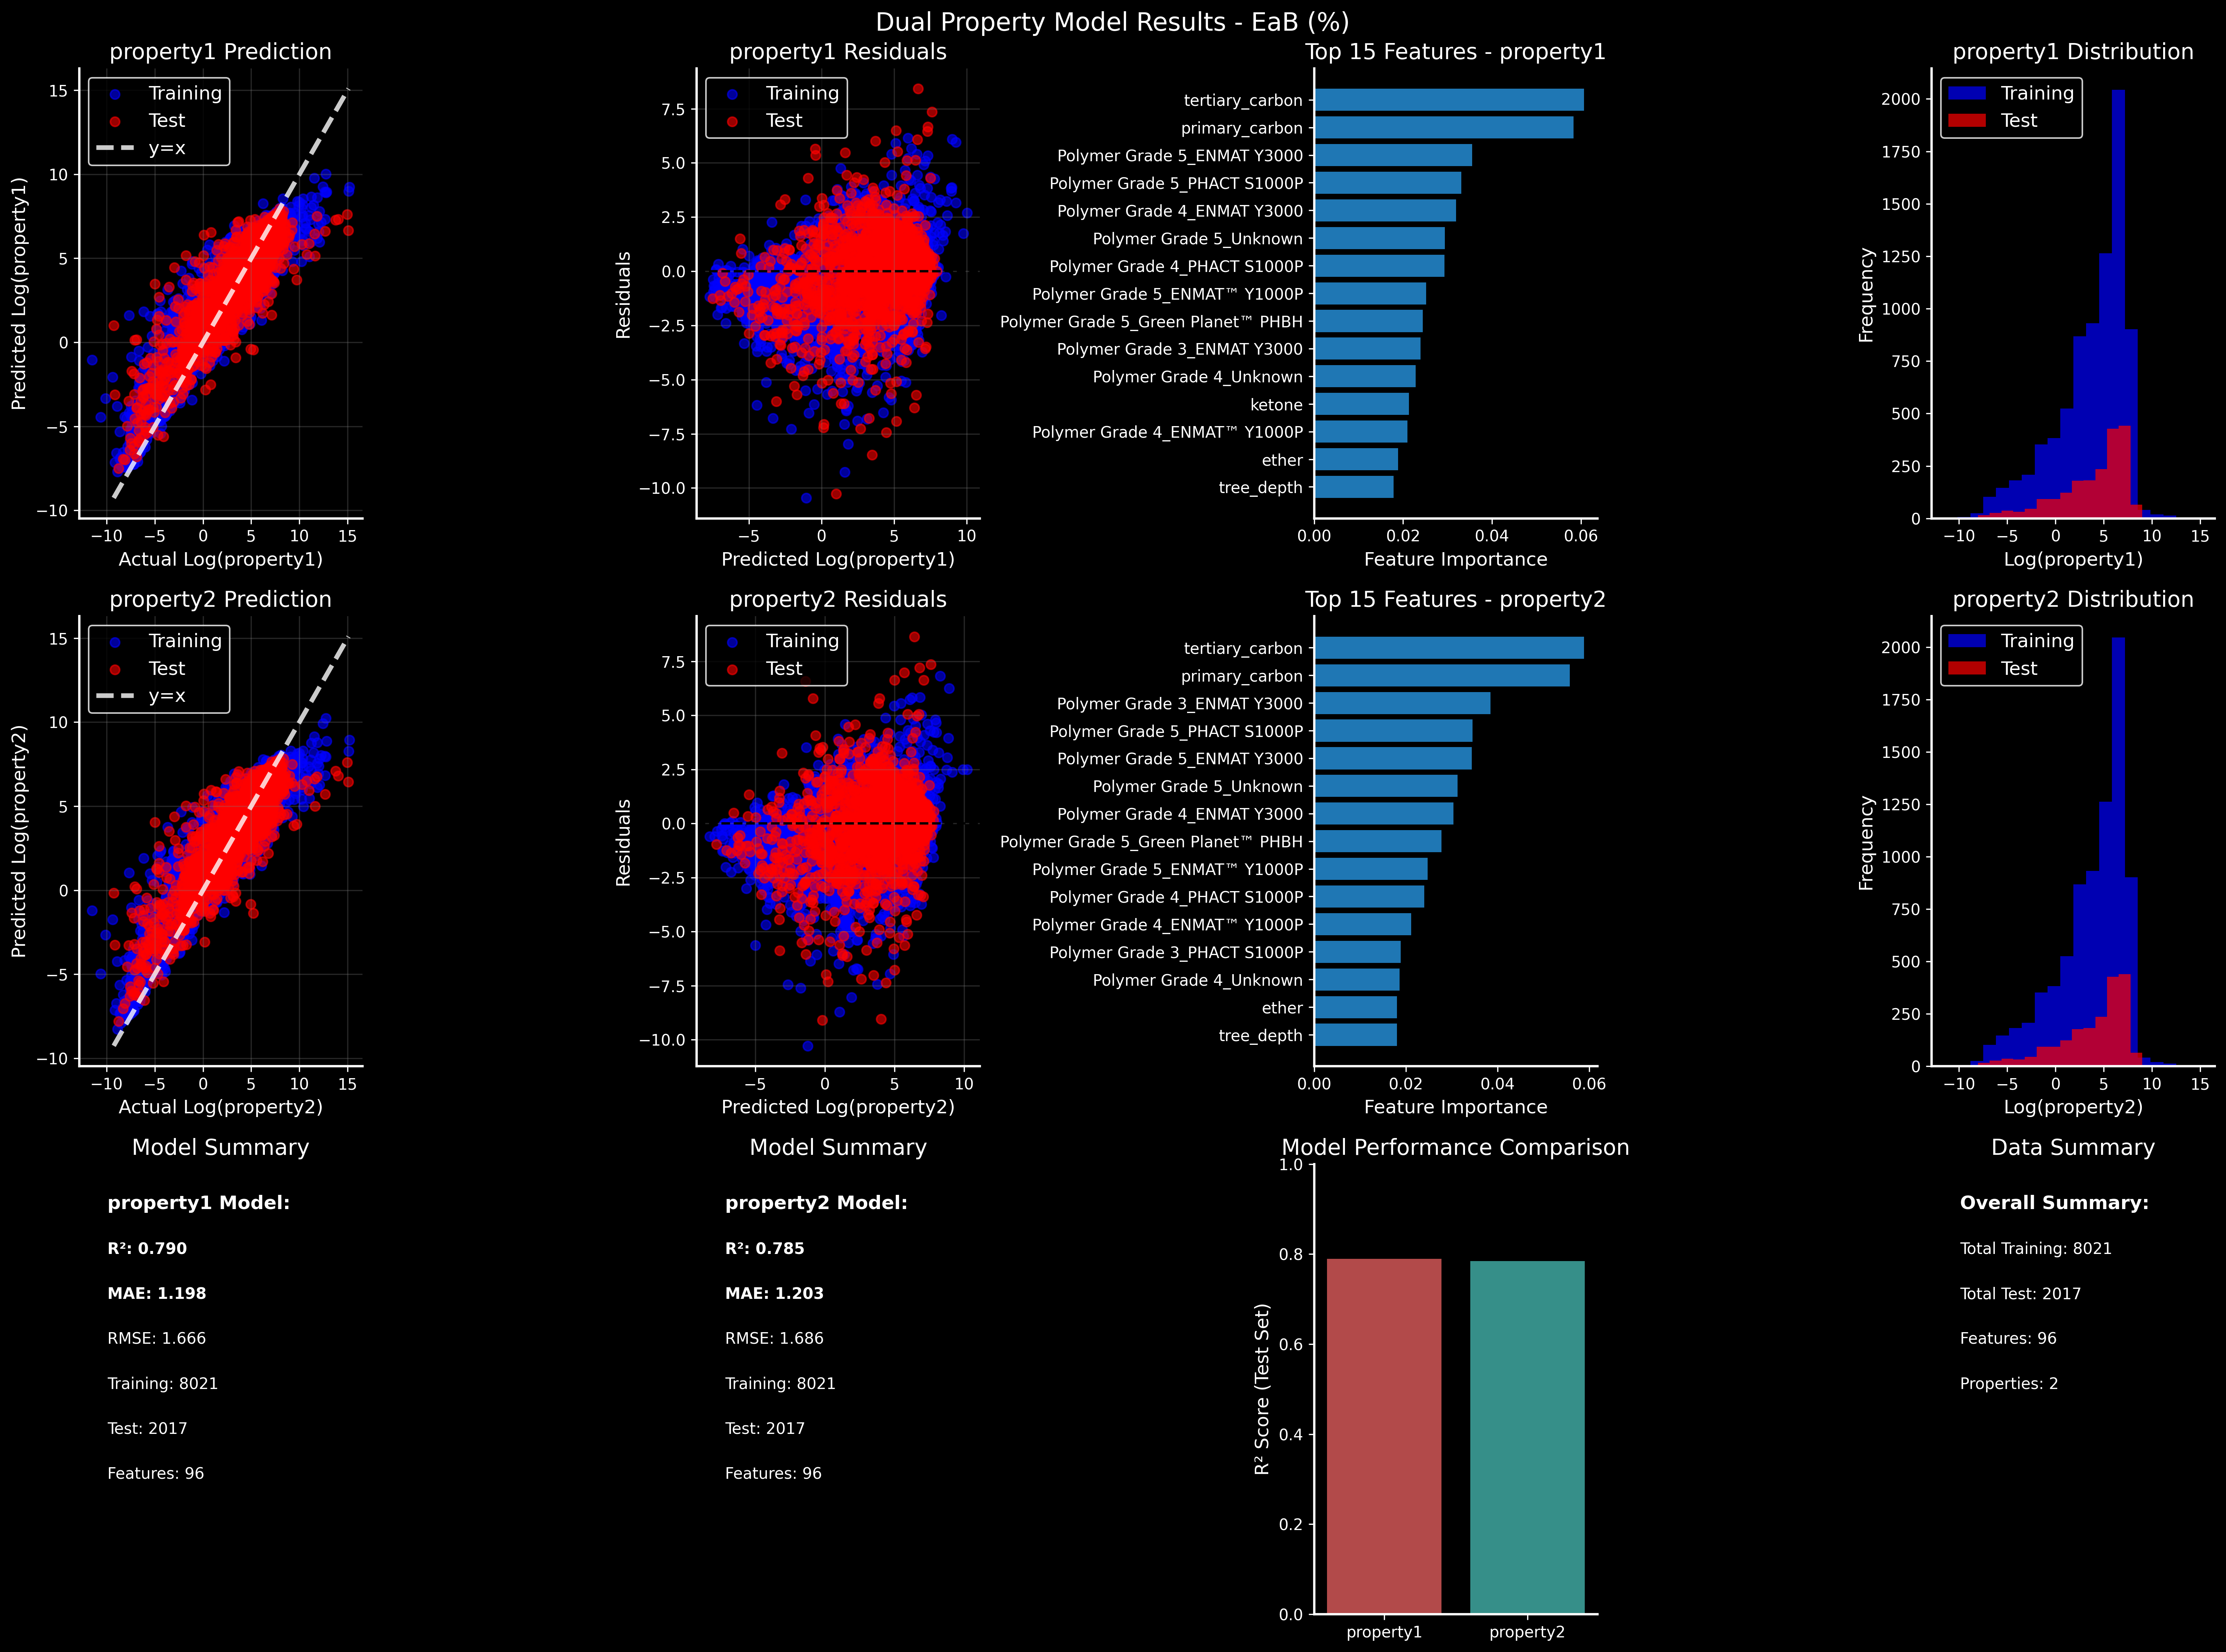 Dual Property Model Results - EaB (%)
property1 Prediction
Training
Test
y=x
15
10
5
0
−5
−10
−10 −5 0 5 10 15
Predicted Log(property1)
Actual Log(property1)
property1 Residuals
Training
Test
7.5
5.0
2.5
0.0
−2.5
−5.0
−7.5
−10.0
−5 0 5 10
Residuals
Predicted Log(property1)
Top 15 Features - property1
tertiary_carbon
primary_carbon
Polymer Grade 5_ENMAT Y3000
Polymer Grade 5_PHACT S1000P
Polymer Grade 4_ENMAT Y3000
Polymer Grade 5_Unknown
Polymer Grade 4_PHACT S1000P
Polymer Grade 5_ENMAT™ Y1000P
Polymer Grade 5_Green Planet™ PHBH
Polymer Grade 3_ENMAT Y3000
Polymer Grade 4_Unknown
ketone
Polymer Grade 4_ENMAT™ Y1000P
ether
tree_depth
0.00 0.02 0.04 0.06
Feature Importance
property1 Distribution
Training
Test
2000
1750
1500
1250
1000
750
500
250
0
−10 −5 0 5 10 15
Frequency
Log(property1)
property2 Prediction
Training
Test
y=x
15
10
5
0
−5
−10
−10 −5 0 5 10 15
Predicted Log(property2)
Actual Log(property2)
property2 Residuals
Training
Test
7.5
5.0
2.5
0.0
−2.5
−5.0
−7.5
−10.0
−5 0 5 10
Residuals
Predicted Log(property2)
Top 15 Features - property2
tertiary_carbon
primary_carbon
Polymer Grade 3_ENMAT Y3000
Polymer Grade 5_PHACT S1000P
Polymer Grade 5_ENMAT Y3000
Polymer Grade 5_Unknown
Polymer Grade 4_ENMAT Y3000
Polymer Grade 5_Green Planet™ PHBH
Polymer Grade 5_ENMAT™ Y1000P
Polymer Grade 4_PHACT S1000P
Polymer Grade 4_ENMAT™ Y1000P
Polymer Grade 3_PHACT S1000P
Polymer Grade 4_Unknown
ether
tree_depth
0.00 0.02 0.04 0.06
Feature Importance
property2 Distribution
Training
Test
2000
1750
1500
1250
1000
750
500
250
0
−10 −5 0 5 10 15
Frequency
Log(property2)
Model Summary
property1 Model:
R²: 0.790
MAE: 1.198
RMSE: 1.666
Training: 8021
Test: 2017
Features: 96
Model Summary
property2 Model:
R²: 0.785
MAE: 1.203
RMSE: 1.686
Training: 8021
Test: 2017
Features: 96
Model Performance Comparison
1.0
0.8
0.6
0.4
0.2
0.0
R² Score (Test Set)
property1 property2
Data Summary
Overall Summary:
Total Training: 8021
Total Test: 2017
Features: 96
Properties: 2